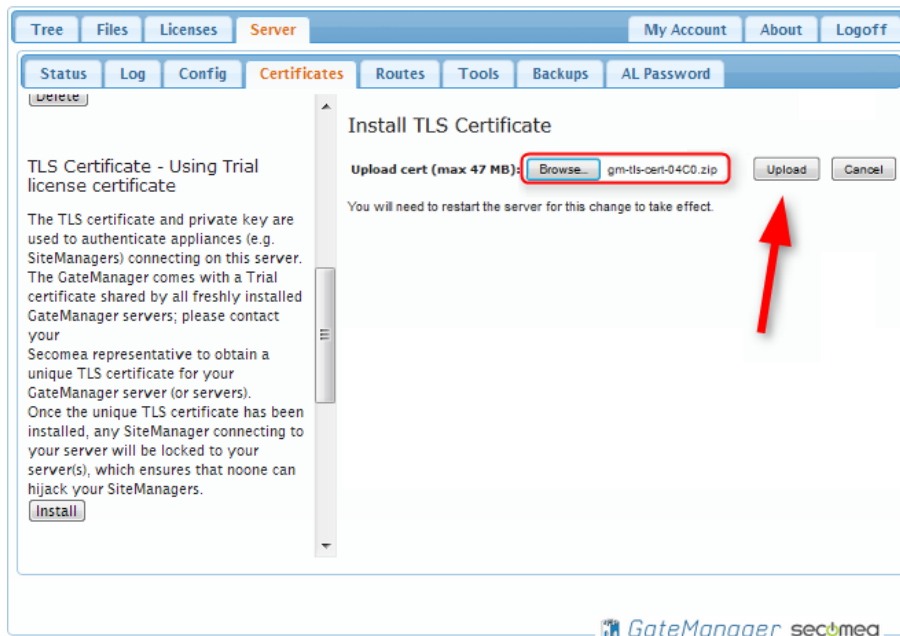 Tree Files Licenses Server My Account About Logoff
Status Log Config Certificates Routes Tools Backups AL Password
Delete
TLS Certificate - Using Trial
license certificate
The TLS certificate and private key are
used to authenticate appliances (e.g.
SiteManagers) connecting on this server.
The GateManager comes with a Trial
certificate shared by all freshly installed
GateManager servers; please contact
your
Secomea representative to obtain a
unique TLS certificate for your
GateManager server (or servers).
Once the unique TLS certificate has been
installed, any SiteManager connecting to
your server will be locked to your
server(s), which ensures that noone can
hijack your SiteManagers.
Install
Install TLS Certificate
Upload cert (max 47 MB): Browse... gm-tls-cert-04C0.zip Upload Cancel
You will need to restart the server for this change to take effect.
GateManager secomea